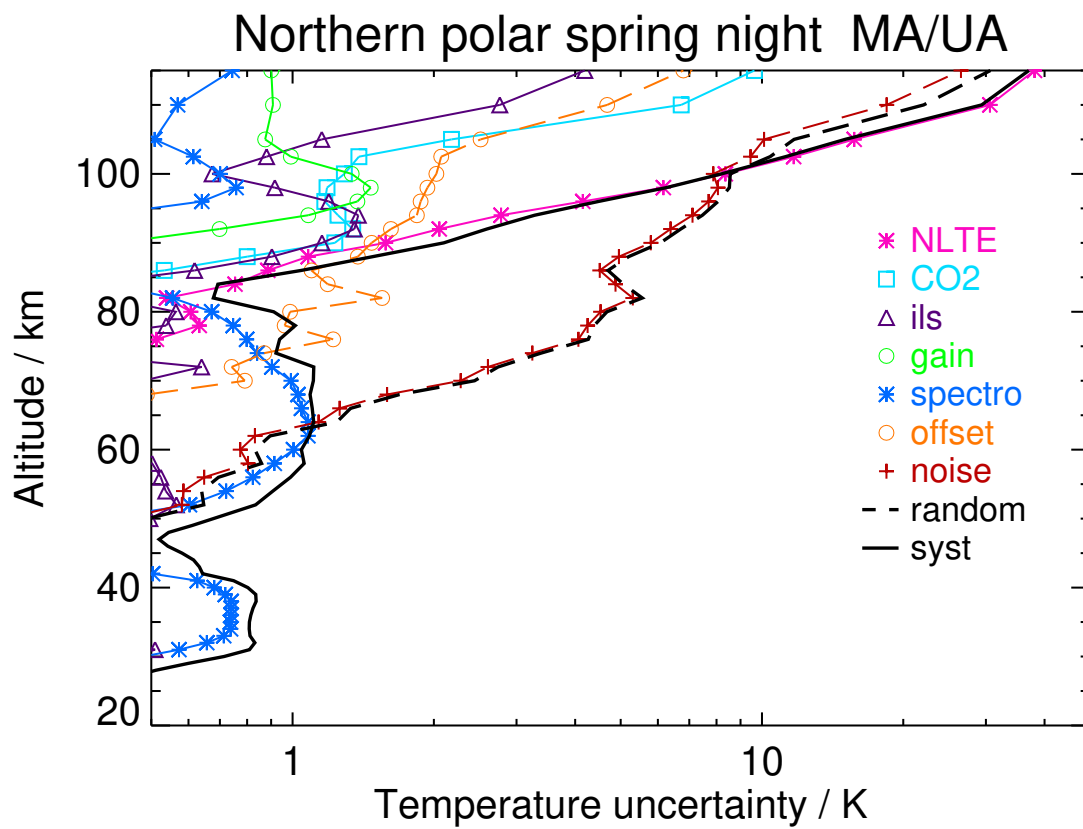 Northern polar spring night MA/UA
Altitude / km
100
80
60
40
20
NLTE
CO2
ils
gain
spectro
offset
noise
random
syst
1
10
Temperature uncertainty / K